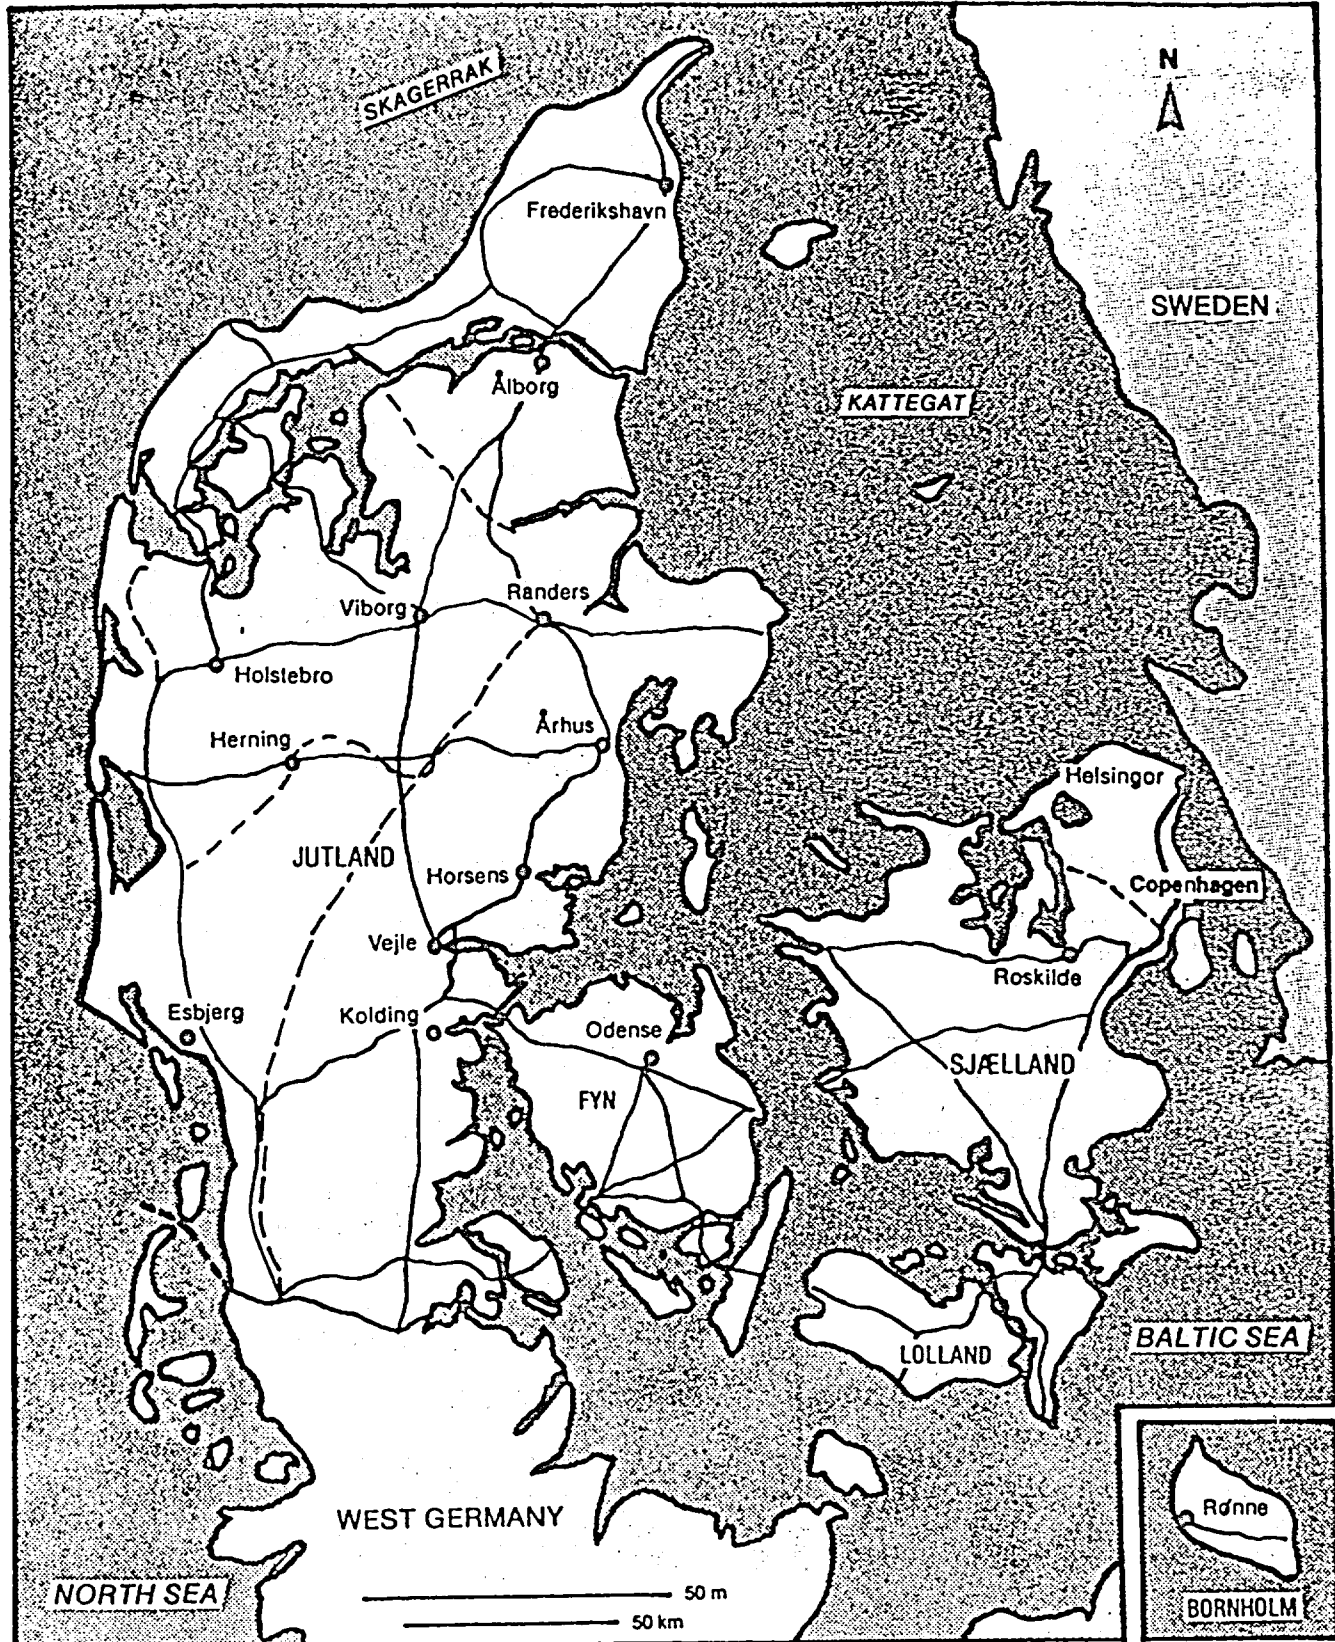 SKAGERRAK
N
Frederikshavn
SWEDEN
Ålborg
KATTEGAT
Randers
Viborg
Holstebro
Århus
Herning
Helsingor
JUTLAND
Horsens
Copenhagen
Vejle
Roskilde
Esbjerg
Kolding
Odense
SJÆLLAND
FYN
BALTIC SEA
LOLLAND
Rønne
WEST GERMANY
NORTH SEA
50 m
BORNHOLM
50 km